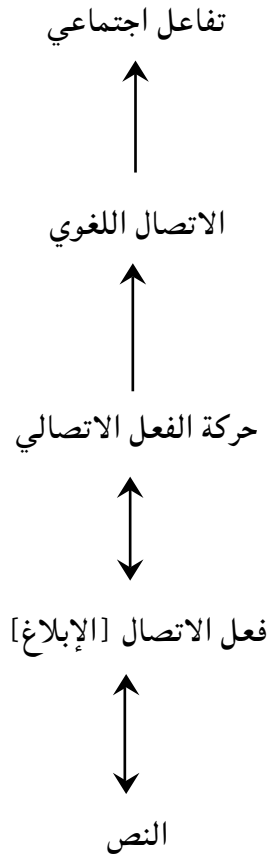 تفاعل اجتماعي
الاتصال اللغوي
حركة الفعل الاتصالي
فعل الاتصال [الإبلاغ]
النص